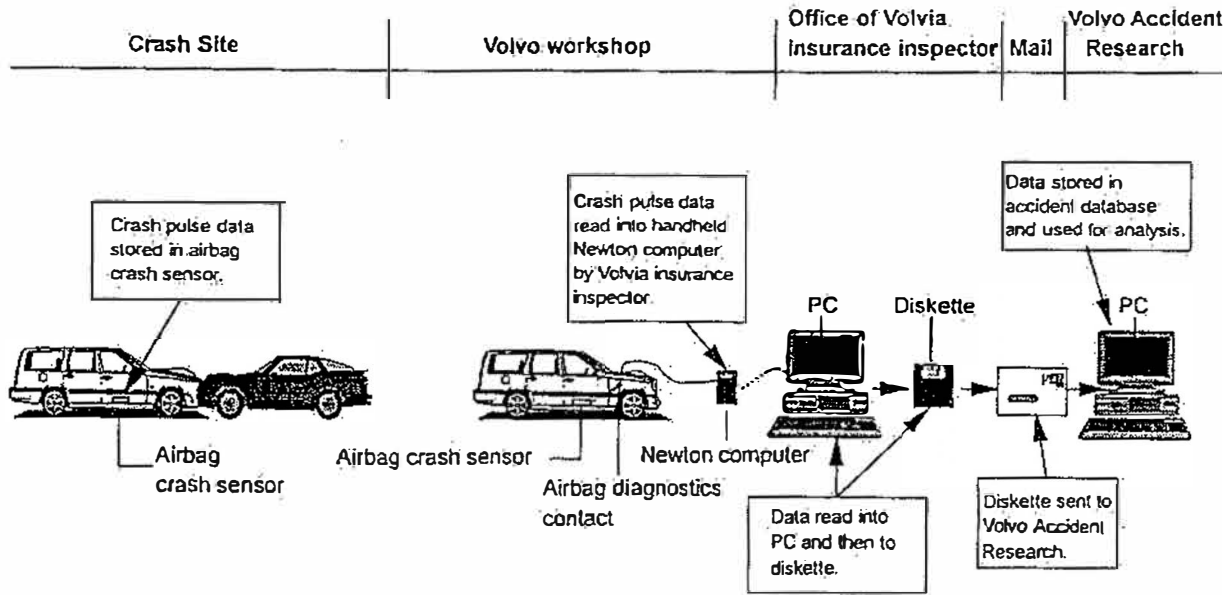 Crash Site
Volvo workshop
Office of Volvia
insurance inspector
Mail
Volvo Accident
Research
Crash pulse data
stored in airbag
crash sensor.
Airbag
crash sensor
Crash pulse data
read into handheld
Newton computer
by Volvia insurance
inspector.
Airbag crash sensor
Airbag diagnostics
contact
Newton computer
PC
Diskette
Data read into
PC and then to
diskette.
Diskette sent to
Volvo Accident
Research.
Data stored in
accident database
and used for analysis.
PC